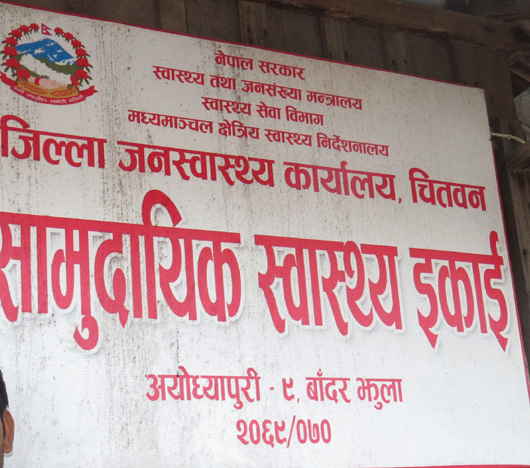 नेपाल सरकार
स्वास्थ्य तथा जनसंख्या मन्त्रालय
स्वास्थ्य सेवा विभाग
मध्यमाञ्चल क्षेत्रिय स्वास्थ्य निर्देशनालय
जिल्ला जनस्वास्थ्य कार्यालय, चितवन
सामुदायिक स्वास्थ्य इकाई
अयोध्यापुरी - ९, बाँदर झुला
२०६९/०७०